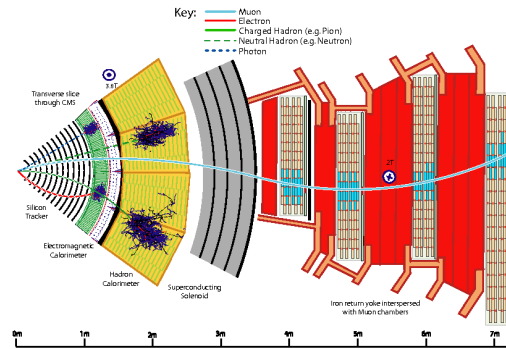 Key:
Muon
Electron
Charged Hadron (e.g. Pion)
Neutral Hadron (e.g. Neutron)
Photon
Transverse slice
through CMS
3.8T
2T
Silicon
Tracker
Electromagnetic
Calorimeter
Hadron
Calorimeter
Superconducting
Solenoid
Iron return yoke interspersed
with Muon chambers
0m
1m
2m
3m
4m
5m
6m
7m